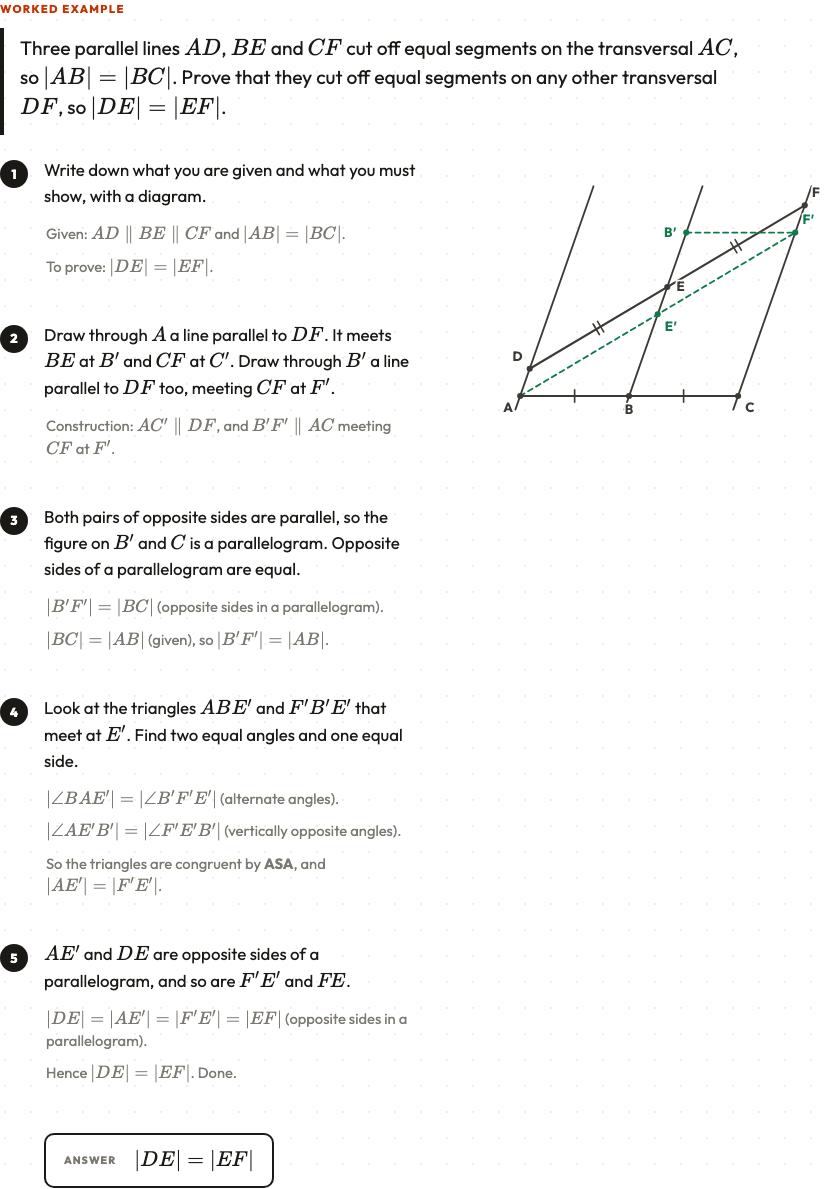 WORKED EXAMPLE
Three parallel lines AD, BE and CF cut off equal segments on the transversal AC,
so |AB| = |BC|. Prove that they cut off equal segments on any other transversal
DF, so |DE| = |EF|.
1
Write down what you are given and what you must
show, with a diagram.
Given: AD ∥ BE ∥ CF and |AB| = |BC|.
To prove: |DE| = |EF|.
2
Draw through A a line parallel to DF. It meets
BE at B′ and CF at C′. Draw through B′ a line
parallel to DF too, meeting CF at F′.
Construction: AC′ ∥ DF, and B′F′ ∥ AC meeting
CF at F′.
3
Both pairs of opposite sides are parallel, so the
figure on B′ and C is a parallelogram. Opposite
sides of a parallelogram are equal.
|B′F′| = |BC| (opposite sides in a parallelogram).
|BC| = |AB| (given), so |B′F′| = |AB|.
4
Look at the triangles ABE′ and F′B′E′ that
meet at E′. Find two equal angles and one equal
side.
|∠BAE′| = |∠B′F′E′| (alternate angles).
|∠AE′B′| = |∠F′E′B′| (vertically opposite angles).
So the triangles are congruent by ASA, and
|AE′| = |F′E′|.
5
AE′ and DE are opposite sides of a
parallelogram, and so are F′E′ and FE.
|DE| = |AE′| = |F′E′| = |EF| (opposite sides in a
parallelogram).
Hence |DE| = |EF|. Done.
ANSWER |DE| = |EF|
F
F′
B′
E
E′
D
A
B
C